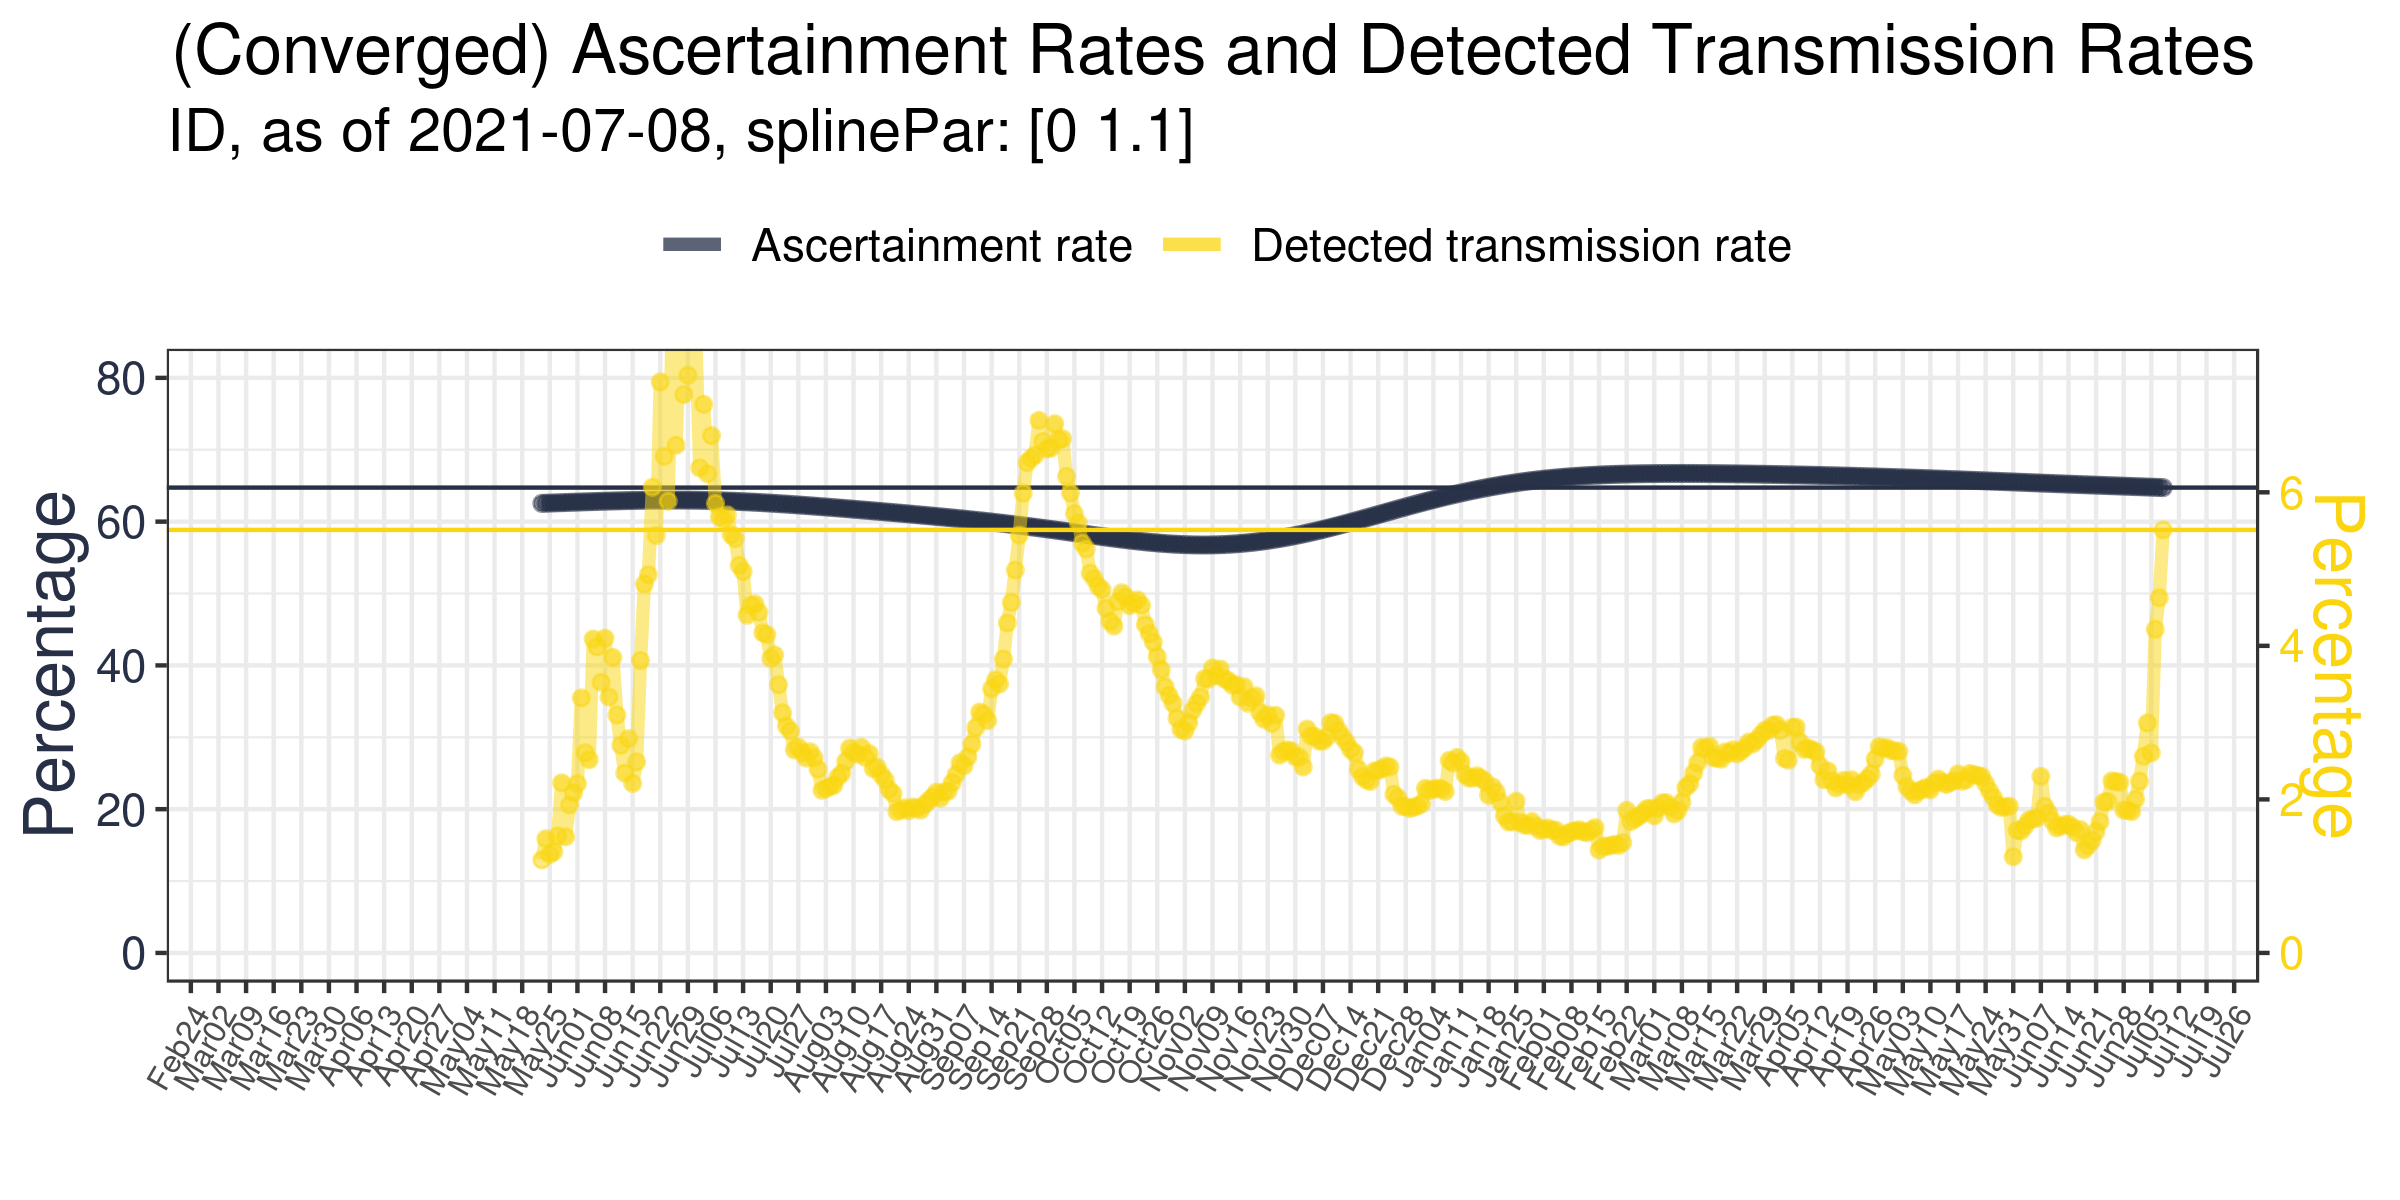 (Converged) Ascertainment Rates and Detected Transmission Rates
ID, as of 2021-07-08, splinePar: [0 1.1]
Ascertainment rate
Detected transmission rate
Percentage
80
60
40
20
0
6
4
2
0
Percentage
Feb24
Mar02
Mar09
Mar16
Mar23
Mar30
Apr06
Apr13
Apr20
Apr27
May04
May11
May18
May25
Jun01
Jun08
Jun15
Jun22
Jun29
Jul06
Jul13
Jul20
Jul27
Aug03
Aug10
Aug17
Aug24
Aug31
Sep07
Sep14
Sep21
Sep28
Oct05
Oct12
Oct19
Oct26
Nov02
Nov09
Nov16
Nov23
Nov30
Dec07
Dec14
Dec21
Dec28
Jan04
Jan11
Jan18
Jan25
Feb01
Feb08
Feb15
Feb22
Mar01
Mar08
Mar15
Mar22
Mar29
Apr05
Apr12
Apr19
Apr26
May03
May10
May17
May24
May31
Jun07
Jun14
Jun21
Jun28
Jul05
Jul12
Jul19
Jul26